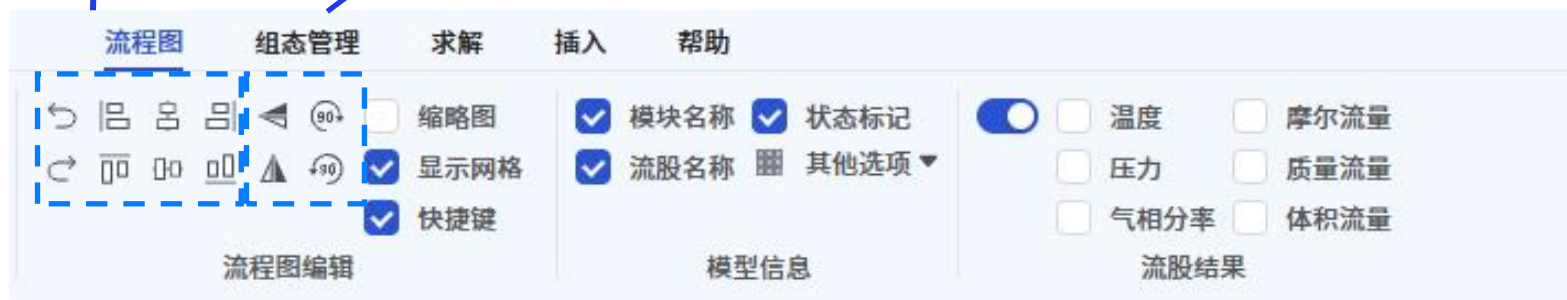 流程图 组态管理 求解 插入 帮助
90 缩略图 模块名称 状态标记 温度 摩尔流量
90 显示网格 流股名称 其他选项 压力 质量流量
快捷键 气相分率 体积流量
流程图编辑 模型信息 流股结果